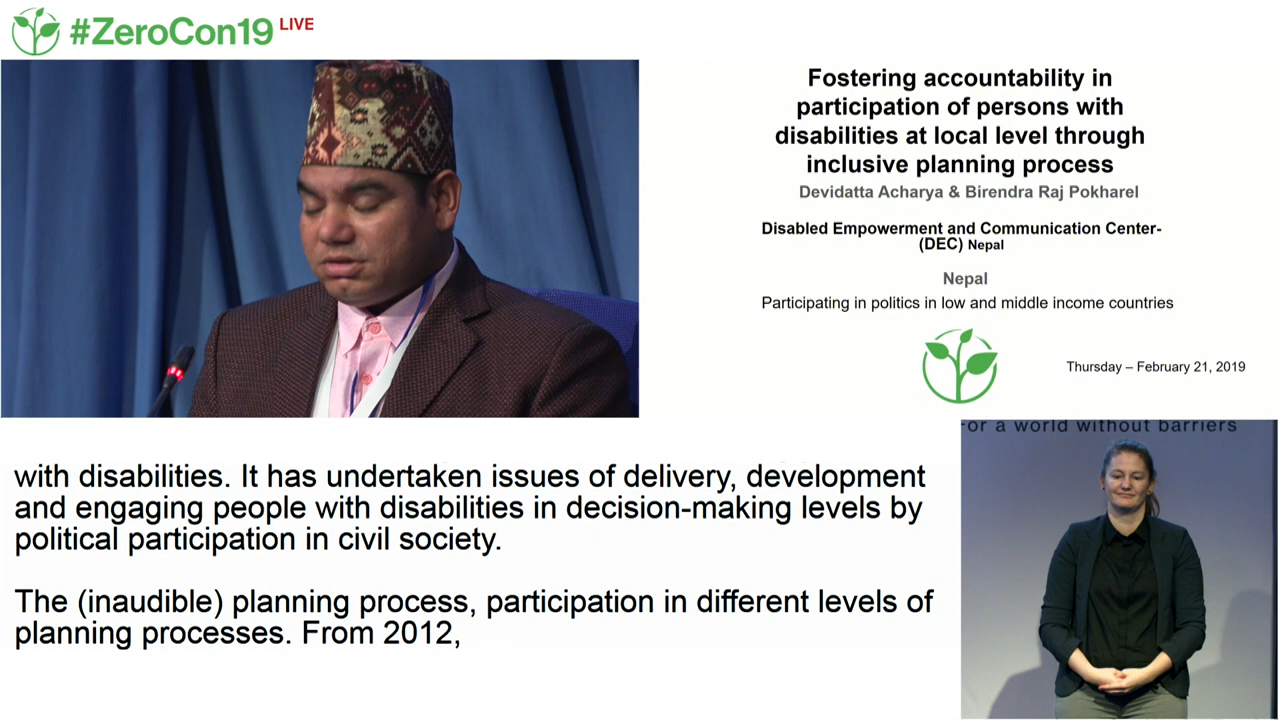 #ZeroCon19 LIVE
Fostering accountability in
participation of persons with
disabilities at local level through
inclusive planning process
Devidatta Acharya & Birendra Raj Pokharel
Disabled Empowerment and Communication Center-
(DEC) Nepal
Nepal
Participating in politics in low and middle income countries
Thursday – February 21, 2019
with disabilities. It has undertaken issues of delivery, development
and engaging people with disabilities in decision-making levels by
political participation in civil society.
The (inaudible) planning process, participation in different levels of
planning processes. From 2012,
or a world without barriers